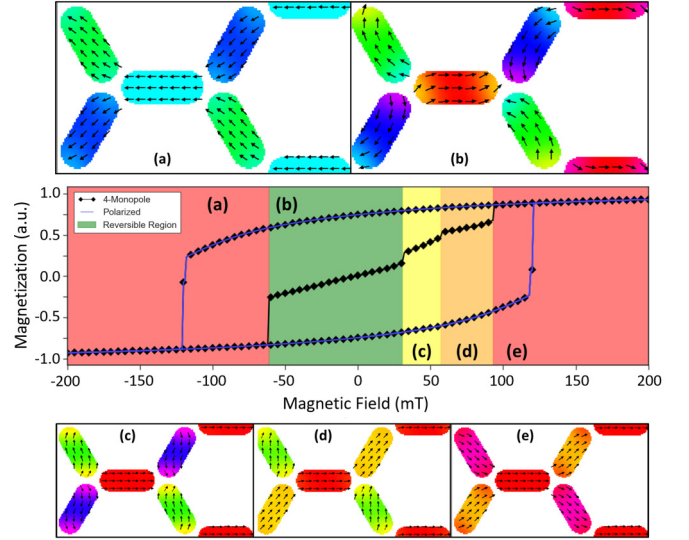 (a)
(b)
4-Monopole
Polarized
Reversible Region
(a)
(b)
(c)
(d)
(e)
1.0
0.5
0.0
-0.5
-1.0
Magnetization (a.u.)
-200
-150
-100
-50
0
50
100
150
200
Magnetic Field (mT)
(c)
(d)
(e)